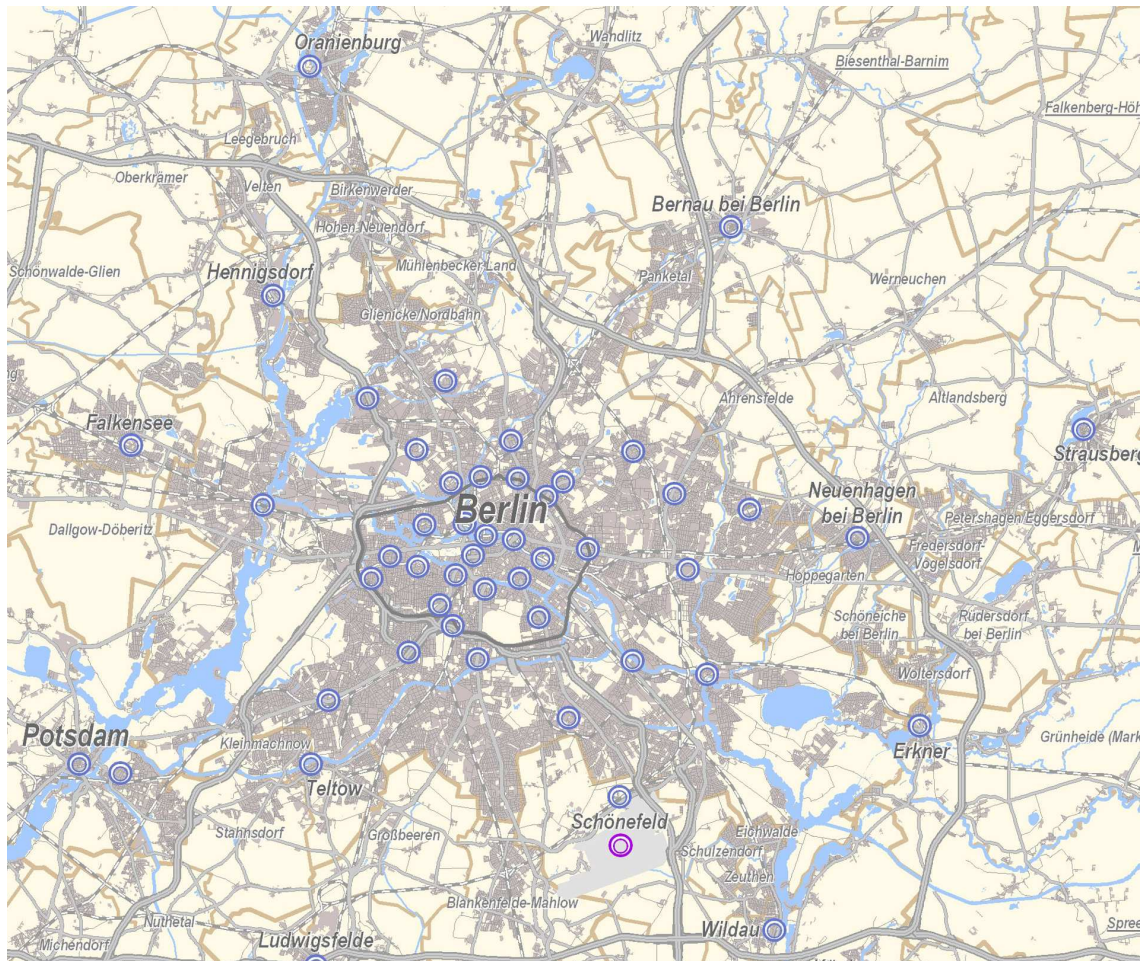 Oranienburg
Wandlitz
Biesenthal-Barnim
Falkenberg-Höh
Leegebruch
Oberkrämer
Velten
Birkenwerder
Bernau bei Berlin
Hohen Neuendorf
Schönwalde-Glien
Hennigsdorf
Mühlenbecker Land
Panketal
Werneuchen
Glienicke/Nordbahn
Ahrensfelde
Altlandsberg
Falkensee
Strausberg
Neuenhagen
bei Berlin
Berlin
Dallgow-Döberitz
Petershagen/Eggersdorf
Fredersdorf-
Vogelsdorf
Hoppegarten
Schöneiche
bei Berlin
Rüdersdorf
bei Berlin
Woltersdorf
Potsdam
Kleinmachnow
Erkner
Grünheide (Mark
Teltow
Stahnsdorf
Großbeeren
Schönefeld
Eichwalde
Schulzendorf
Zeuthen
Blankenfelde-Mahlow
Nuthetal
Michendorf
Ludwigsfelde
Wildau
Spree